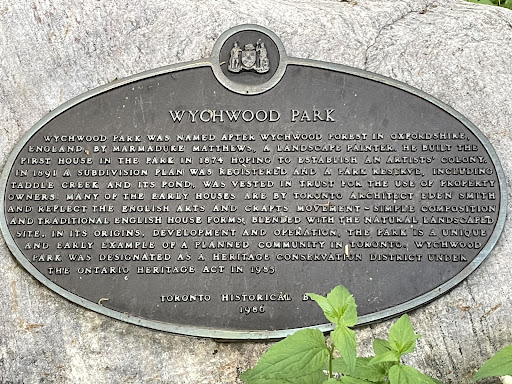 WYCHWOOD PARK
WYCHWOOD PARK WAS NAMED AFTER WYCHWOOD FOREST IN OXFORDSHIRE,
ENGLAND, BY MARMADUKE MATTHEWS, A LANDSCAPE PAINTER. HE BUILT THE
FIRST HOUSE IN THE PARK IN 1874 HOPING TO ESTABLISH AN ARTISTS' COLONY.
IN 1891 A SUBDIVISION PLAN WAS REGISTERED AND A PARK RESERVE, INCLUDING
TADDLE CREEK AND ITS POND, WAS VESTED IN TRUST FOR THE USE OF PROPERTY
OWNERS. MANY OF THE EARLY HOUSES ARE BY TORONTO ARCHITECT EDEN SMITH
AND REFLECT THE ENGLISH ARTS AND CRAFTS MOVEMENT - SIMPLE COMPOSITION
AND TRADITIONAL ENGLISH HOUSE FORMS, BLENDED WITH THE NATURAL LANDSCAPED
SITE. IN ITS ORIGINS, DEVELOPMENT AND OPERATION, THE PARK IS A UNIQUE
AND EARLY EXAMPLE OF A PLANNED COMMUNITY IN TORONTO. WYCHWOOD
PARK WAS DESIGNATED AS A HERITAGE CONSERVATION DISTRICT UNDER
THE ONTARIO HERITAGE ACT IN 1985
TORONTO HISTORICAL B
1986